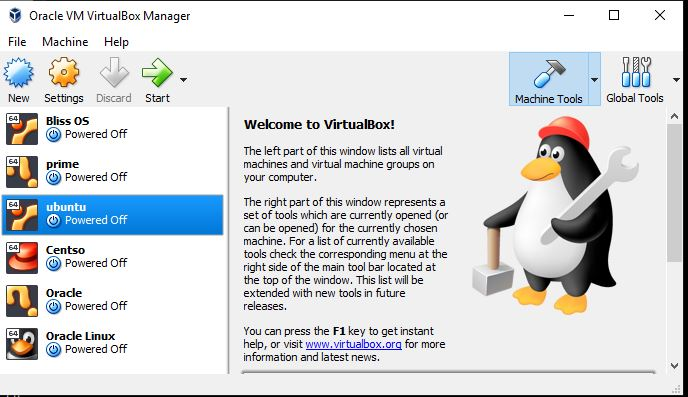 Oracle VM VirtualBox Manager
File Machine Help
New Settings Discard Start Machine Tools Global Tools
64 Bliss OS
Powered Off
64 prime
Powered Off
64 ubuntu
Powered Off
64 Centso
Powered Off
Oracle
Powered Off
64 Oracle Linux
Powered Off
Welcome to VirtualBox!
The left part of this window lists all virtual
machines and virtual machine groups on
your computer.
The right part of this window represents a
set of tools which are currently opened (or
can be opened) for the currently chosen
machine. For a list of currently available
tools check the corresponding menu at the
right side of the main tool bar located at
the top of the window. This list will be
extended with new tools in future
releases.
You can press the F1 key to get instant
help, or visit www.virtualbox.org for more
information and latest news.